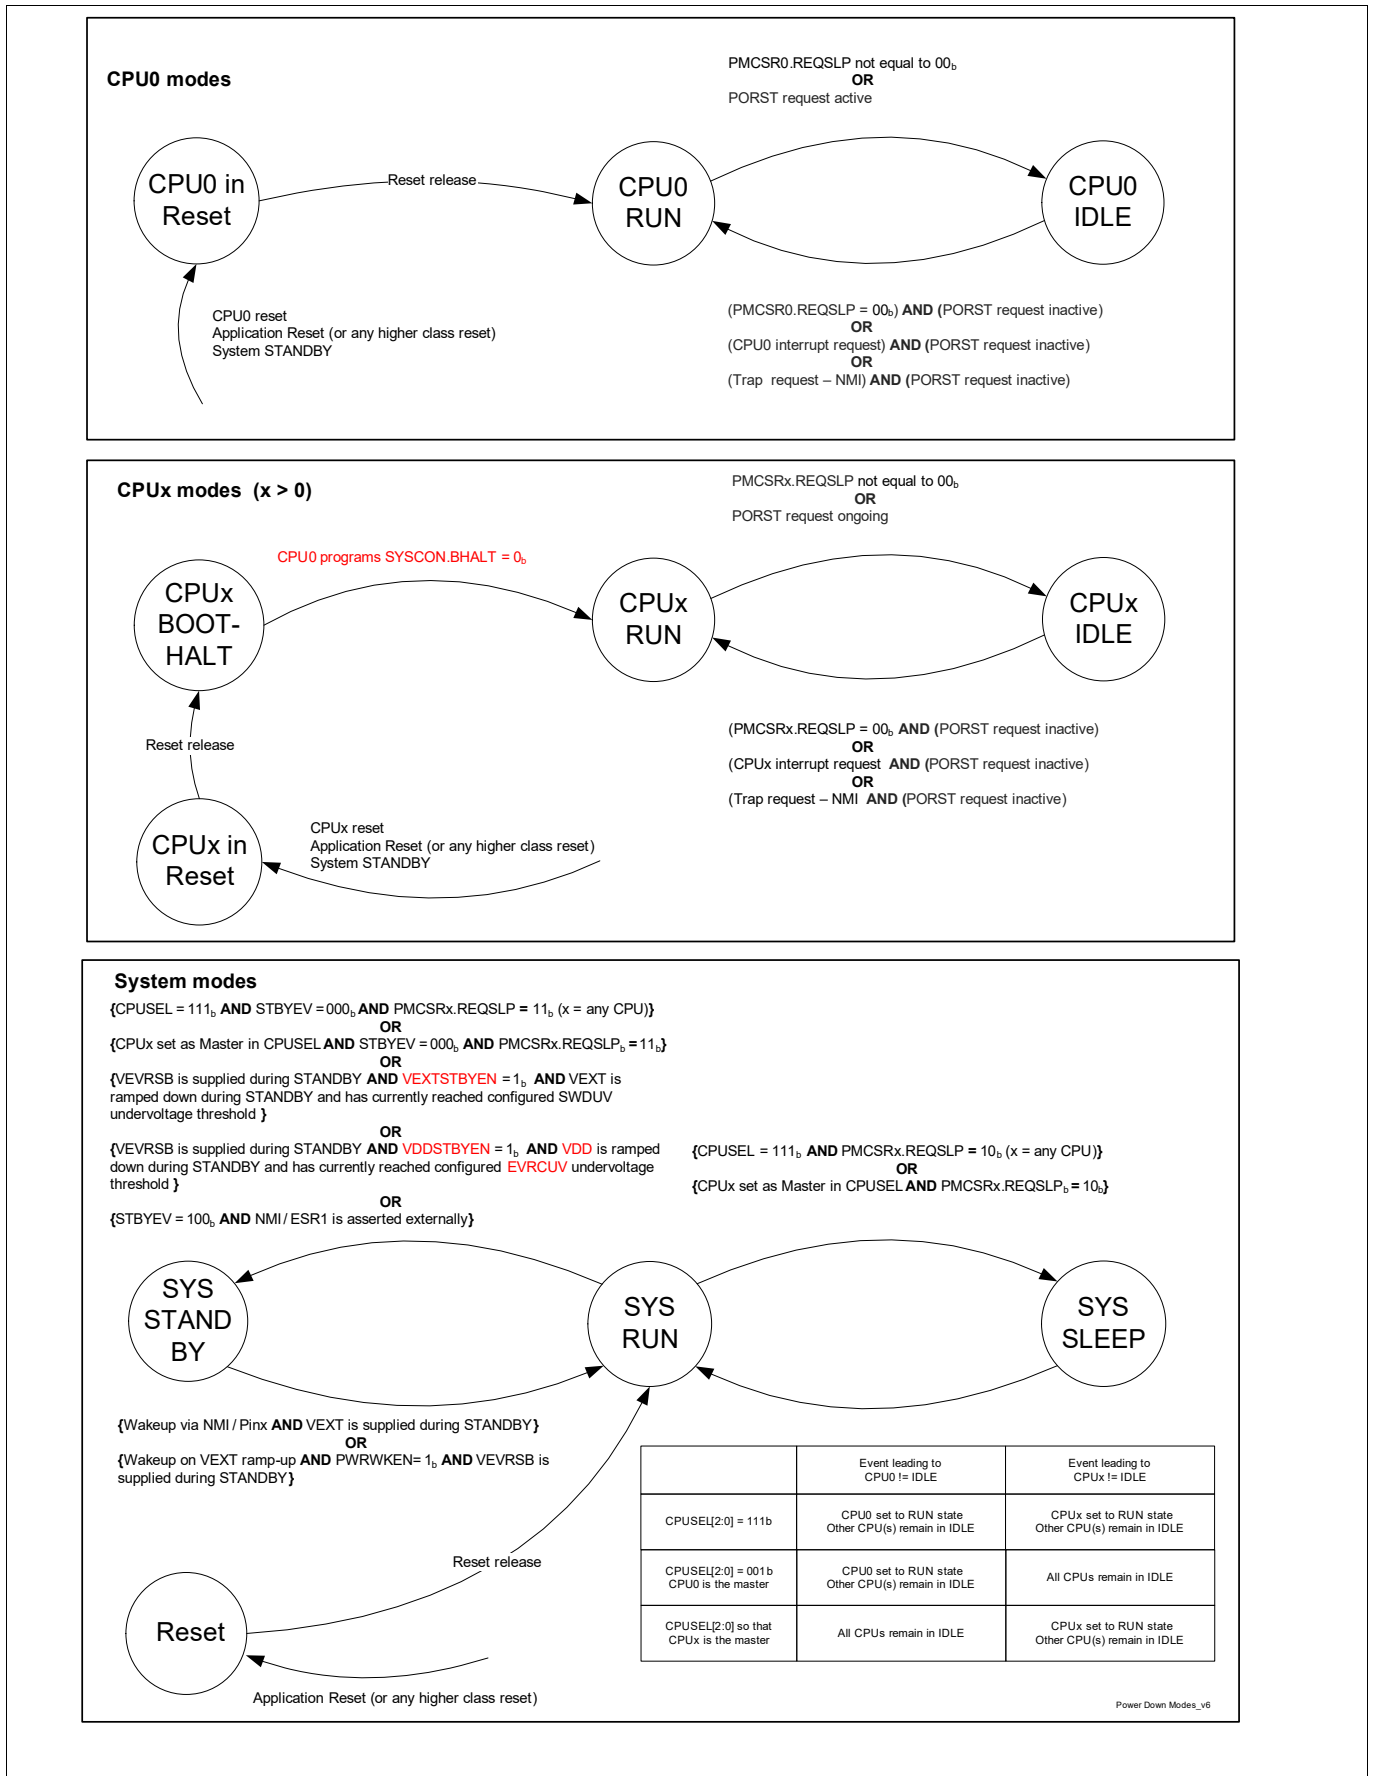 CPU0 modes
PMCSR0.REQSLP not equal to 00b
OR
PORST request active
CPU0 in
Reset
Reset release
CPU0
RUN
CPU0
IDLE
CPU0 reset
Application Reset (or any higher class reset)
System STANDBY
(PMCSR0.REQSLP = 00b) AND (PORST request inactive)
OR
(CPU0 interrupt request) AND (PORST request inactive)
OR
(Trap request – NMI) AND (PORST request inactive)
CPUx modes (x > 0)
PMCSRx.REQSLP not equal to 00b
OR
PORST request ongoing
CPU0 programs SYSCON.BHALT = 0b
CPUx
BOOT-
HALT
CPUx
RUN
CPUx
IDLE
Reset release
(PMCSRx.REQSLP = 00b AND (PORST request inactive)
OR
(CPUx interrupt request AND (PORST request inactive)
OR
(Trap request – NMI AND (PORST request inactive)
CPUx in
Reset
CPUx reset
Application Reset (or any higher class reset)
System STANDBY
System modes
{CPUSEL = 111b AND STBYEV = 000b AND PMCSRx.REQSLP = 11b (x = any CPU)}
OR
{CPUx set as Master in CPUSEL AND STBYEV = 000b AND PMCSRx.REQSLPb = 11b}
OR
{VEVRSB is supplied during STANDBY AND VEXTSTBYEN = 1b AND VEXT is
ramped down during STANDBY and has currently reached configured SWDUV
undervoltage threshold }
OR
{VEVRSB is supplied during STANDBY AND VDDSTBYEN = 1b AND VDD is ramped
down during STANDBY and has currently reached configured EVRCUV undervoltage
threshold }
OR
{STBYEV = 100b AND NMI / ESR1 is asserted externally}
{CPUSEL = 111b AND PMCSRx.REQSLP = 10b (x = any CPU)}
OR
{CPUx set as Master in CPUSEL AND PMCSRx.REQSLPb = 10b}
SYS
STAND
BY
SYS
RUN
SYS
SLEEP
{Wakeup via NMI / Pinx AND VEXT is supplied during STANDBY}
OR
{Wakeup on VEXT ramp-up AND PWRWKEN= 1b AND VEVRSB is
supplied during STANDBY}
Event leading to
CPU0 != IDLE
Event leading to
CPUx != IDLE
CPUSEL[2:0] = 111b
CPU0 set to RUN state
Other CPU(s) remain in IDLE
CPUx set to RUN state
Other CPU(s) remain in IDLE
CPUSEL[2:0] = 001b
CPU0 is the master
CPU0 set to RUN state
Other CPU(s) remain in IDLE
All CPUs remain in IDLE
CPUSEL[2:0] so that
CPUx is the master
All CPUs remain in IDLE
CPUx set to RUN state
Other CPU(s) remain in IDLE
Reset release
Reset
Application Reset (or any higher class reset)
Power Down Modes_v6